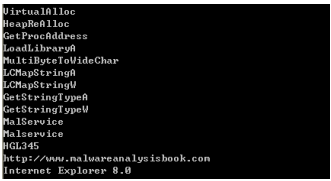 VirtualAlloc
HeapReAlloc
GetProcAddress
LoadLibraryA
MultiByteToWideChar
LCMapStringA
LCMapStringW
GetStringTypeA
GetStringTypeW
MalService
Malservice
HGL345
http://www.malwareanalysisbook.com
Internet Explorer 8.0